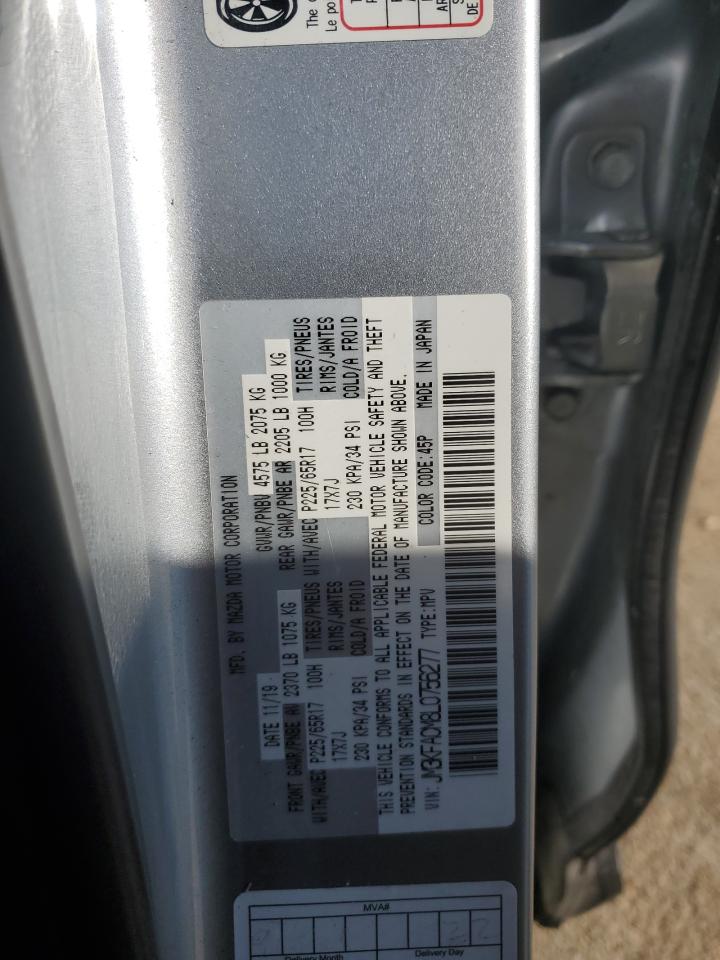 The
Le po
MFD. BY MAZDA MOTOR CORPORATION
DATE 11/19 GVWR/PNBV 4575 LB 2075 KG
FRONT GAWR/PNBE AV 2370 LB 1075 KG REAR GAWR/PNBE AR 2205 LB 1000 KG
WITH/AVEC P225/65R17 100H TIRES/PNEUS WITH/AVEC P225/65R17 100H TIRES/PNEUS
17X7J RIMS/JANTES 17X7J RIMS/JANTES
230 KPA/34 PSI COLD/A FROID 230 KPA/34 PSI COLD/A FROID
THIS VEHICLE CONFORMS TO ALL APPLICABLE FEDERAL MOTOR VEHICLE SAFETY AND THEFT
PREVENTION STANDARDS IN EFFECT ON THE DATE OF MANUFACTURE SHOWN ABOVE.
VIN: JM3KFACM8L0756277 TYPE:MPV COLOR CODE:45P MADE IN JAPAN
MVA#
Delivery Month Delivery Day